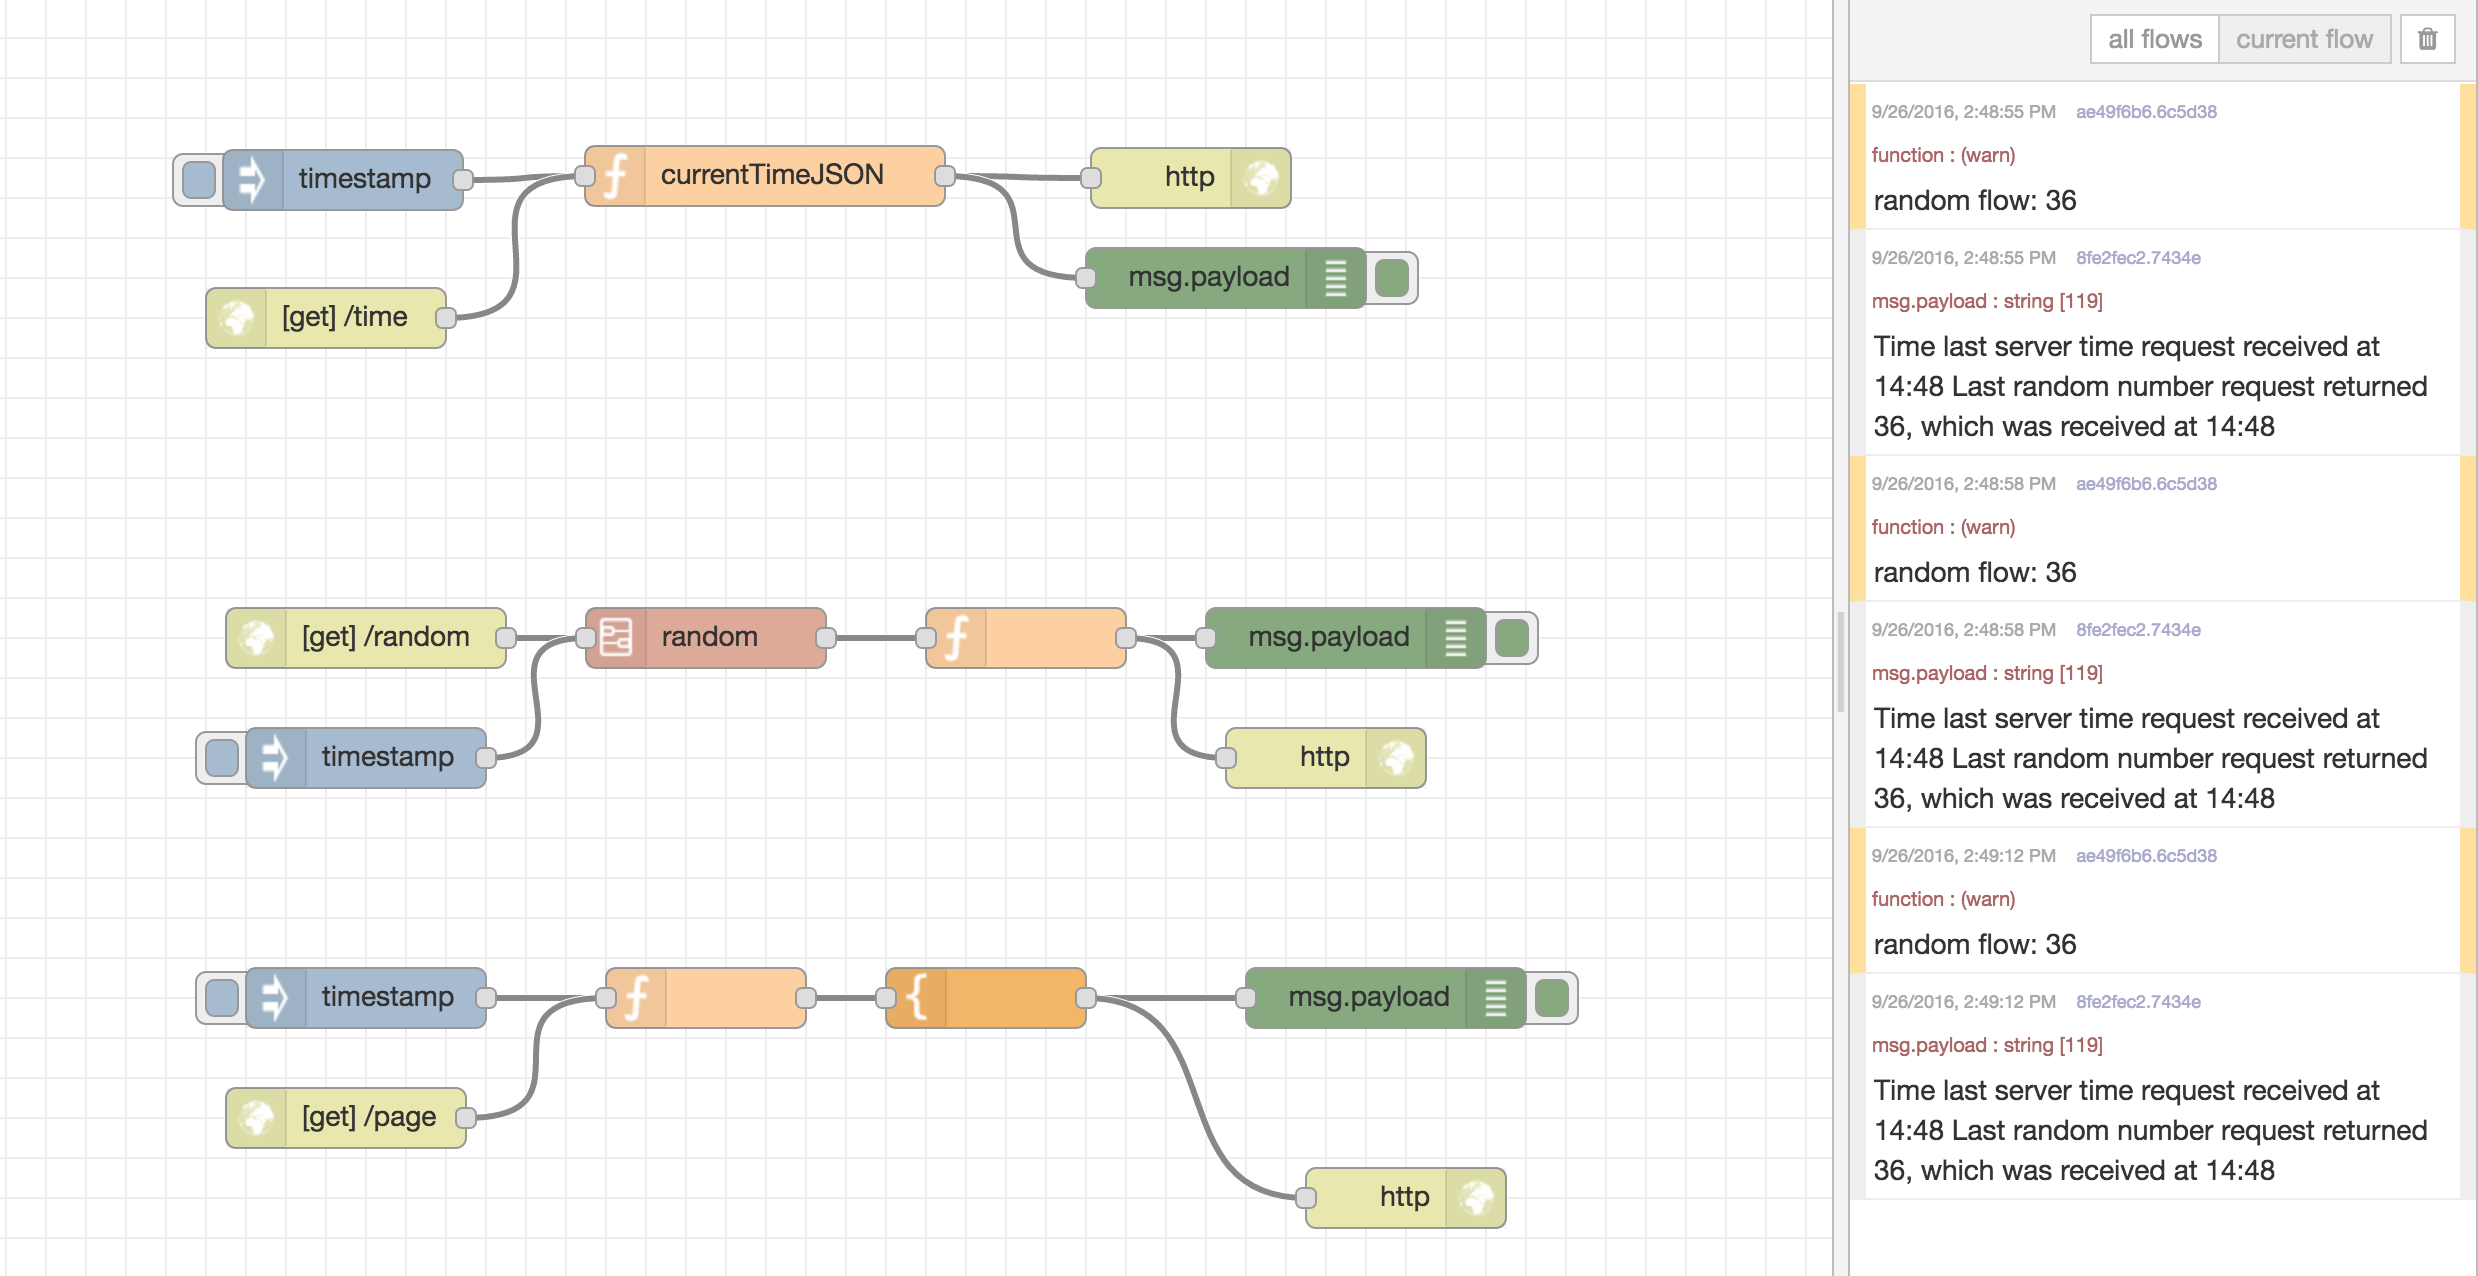 all flows current flow
timestamp
currentTimeJSON
http
msg.payload
[get] /time
[get] /random
random
msg.payload
timestamp
http
timestamp
msg.payload
[get] /page
http
9/26/2016, 2:48:55 PM ae49f6b6.6c5d38
function : (warn)
random flow: 36
9/26/2016, 2:48:55 PM 8fe2fec2.7434e
msg.payload : string [119]
Time last server time request received at
14:48 Last random number request returned
36, which was received at 14:48
9/26/2016, 2:48:58 PM ae49f6b6.6c5d38
function : (warn)
random flow: 36
9/26/2016, 2:48:58 PM 8fe2fec2.7434e
msg.payload : string [119]
Time last server time request received at
14:48 Last random number request returned
36, which was received at 14:48
9/26/2016, 2:49:12 PM ae49f6b6.6c5d38
function : (warn)
random flow: 36
9/26/2016, 2:49:12 PM 8fe2fec2.7434e
msg.payload : string [119]
Time last server time request received at
14:48 Last random number request returned
36, which was received at 14:48